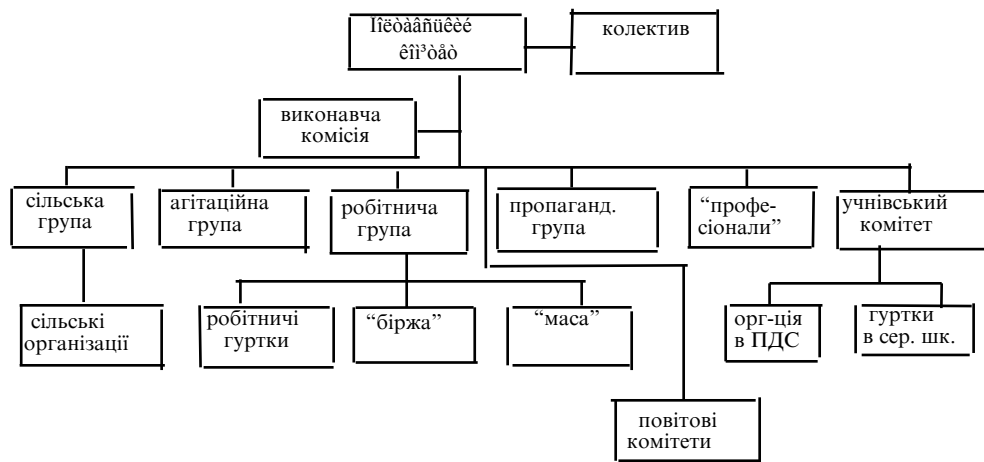 Ïîëòàâñüêèé
êîì³òåò
колектив
виконавча
комісія
сільська
група
агітаційна
група
робітнича
група
пропаганд.
група
“профе-
сіонали”
учнівський
комітет
сільські
організації
робітничі
гуртки
“біржа”
“маса”
орг-ція
в ПДС
гуртки
в сер. шк.
повітові
комітети